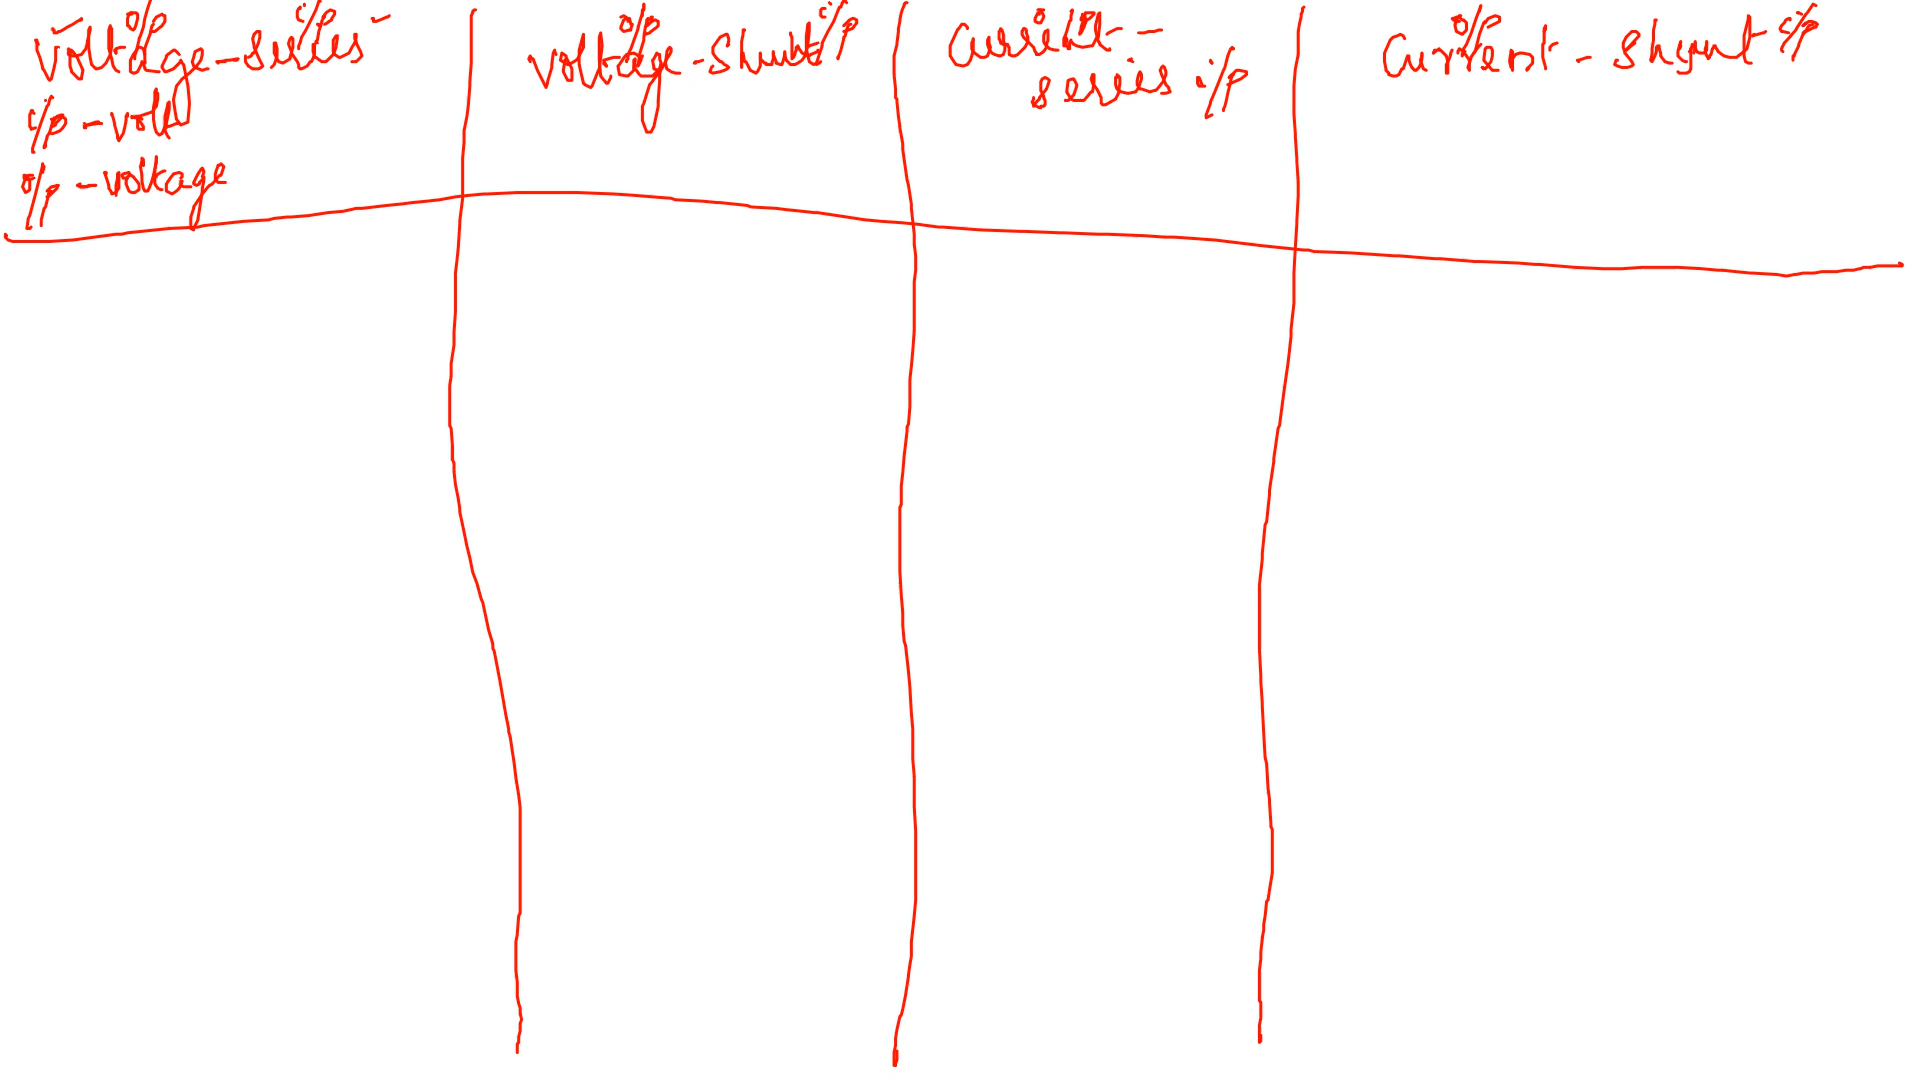 o/p i/p
Voltage-series-
i/p - volt
o/p - voltage
o/p i/p
voltage - shunt
o/p
Current -
series i/p
o/p
Current - shunt i/p